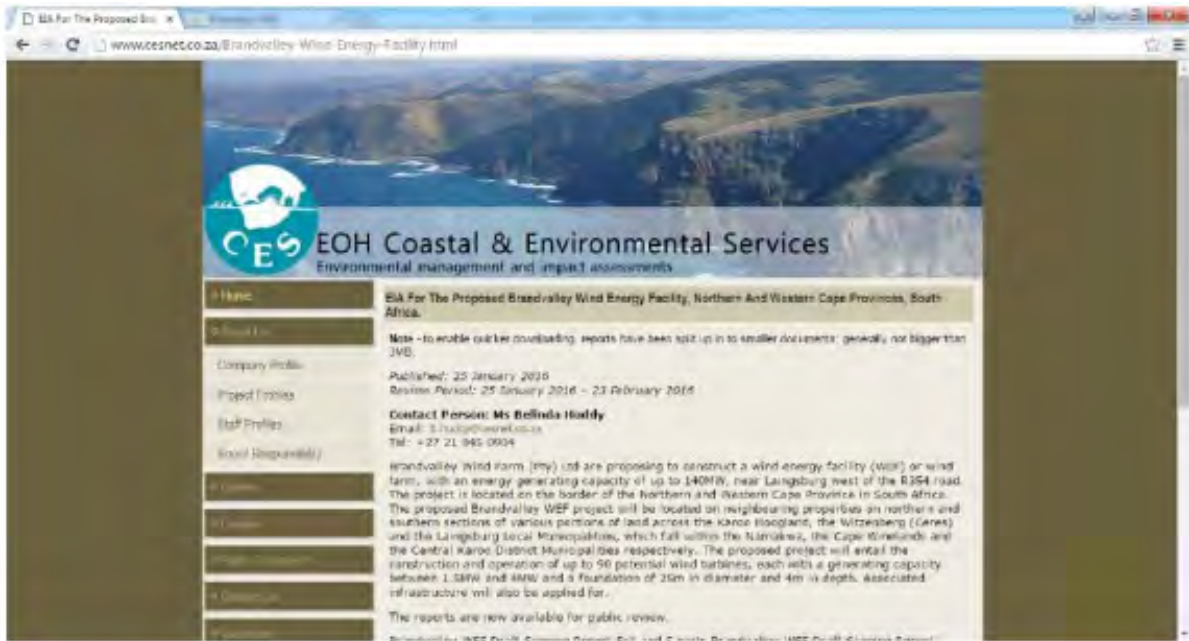 EIA For The Proposed
www.cesnet.co.za/Brandvalley-Wind-Energy-Facility.html
CES
EOH Coastal & Environmental Services
Environmental management and impact assessments
Home
EIA For The Proposed Brandvalley Wind Energy Facility, Northern And Western Cape Provinces, South
Africa.
Note - to enable quicker downloading, reports have been split up in to smaller documents; generally not bigger than
3MB.
Company Profile
Published: 25 January 2016
Review Period: 25 January 2016 - 23 February 2016
Project Profiles
Staff Profiles
Contact Person: Ms Belinda Huddy
Email:
Tel: +27 21 045 0904
Social Responsibility
Brandvalley Wind Farm (Pty) Ltd are proposing to construct a wind energy facility (WEF) or wind
farm, with an energy generating capacity of up to 140MW, near Laingsburg west of the R354 road.
The project is located on the border of the Northern and Western Cape Province in South Africa.
The proposed Brandvalley WEF project will be located on neighbouring properties on northern and
southern sections of various portions of land across the Karoo Hoogland, the Witzenberg (Ceres)
and the Laingsburg Local Municipalities, which fall within the Namakwa, the Cape Winelands and
the Central Karoo District Municipalities respectively. The proposed project will entail the
construction and operation of up to 90 potential wind turbines, each with a generating capacity
between 1.5MW and 4MW and a foundation of 25m in diameter and 4m in depth. Associated
infrastructure will also be applied for.
The reports are now available for public review.